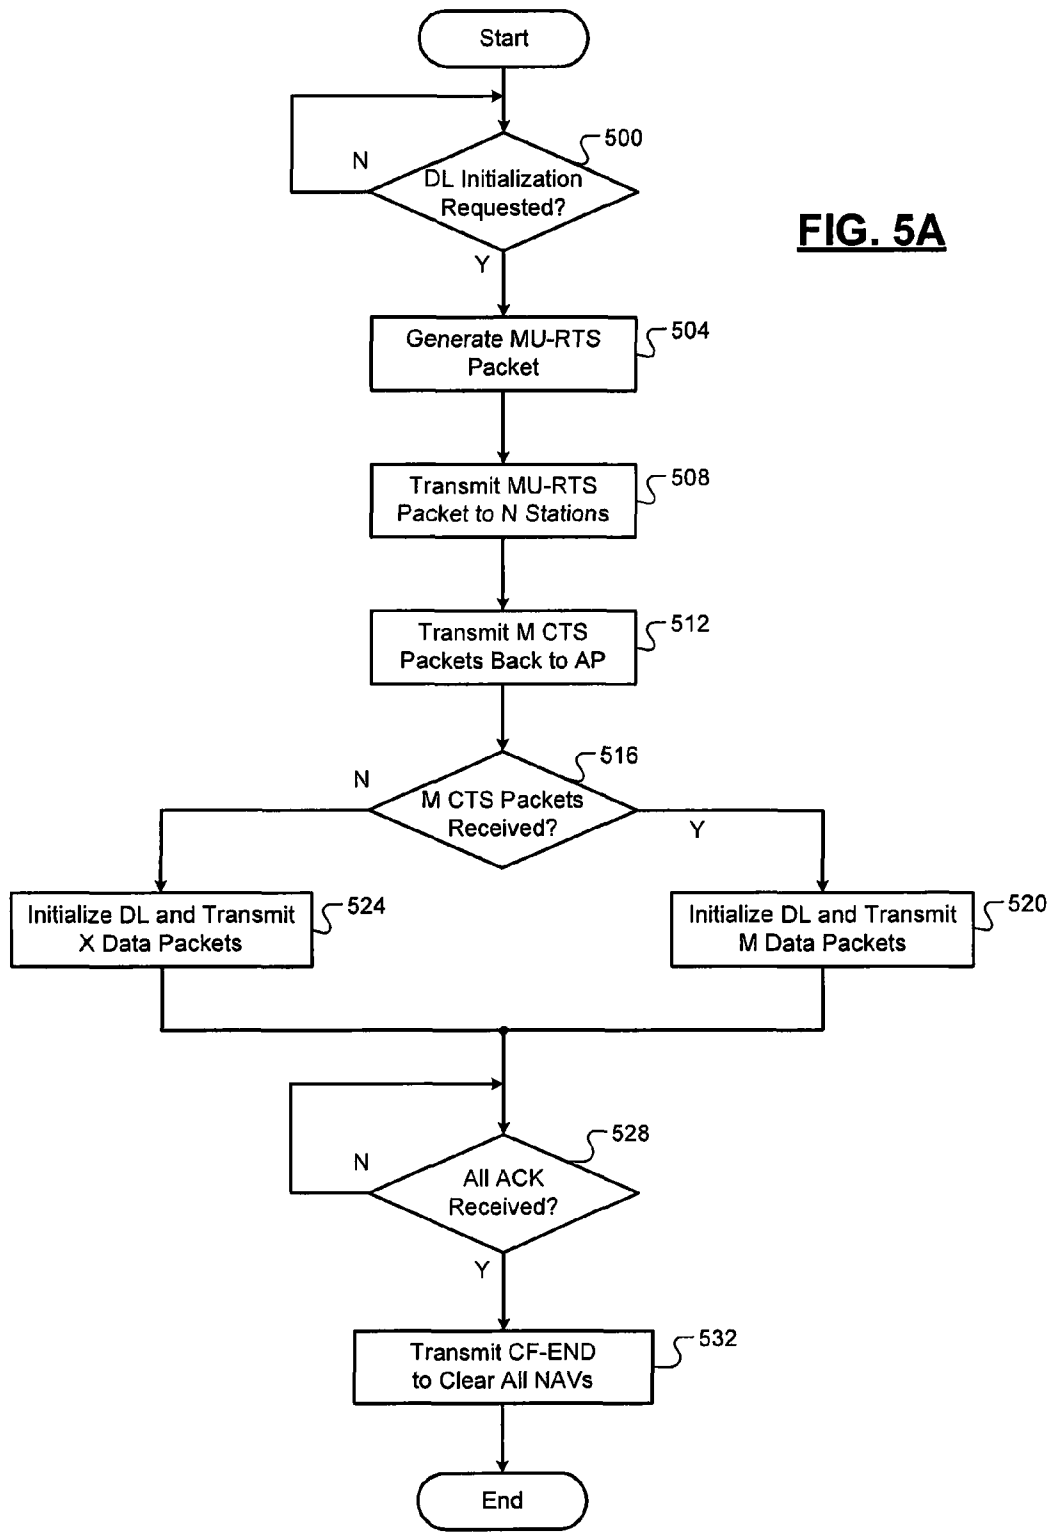 Start
500
N
DL Initialization
Requested?
FIG. 5A
Y
Generate MU-RTS
Packet
504
Transmit MU-RTS
Packet to N Stations
508
Transmit M CTS
Packets Back to AP
512
516
N
M CTS Packets
Received?
Y
Initialize DL and Transmit
X Data Packets
524
Initialize DL and Transmit
M Data Packets
520
528
N
All ACK
Received?
Y
Transmit CF-END
to Clear All NAVs
532
End